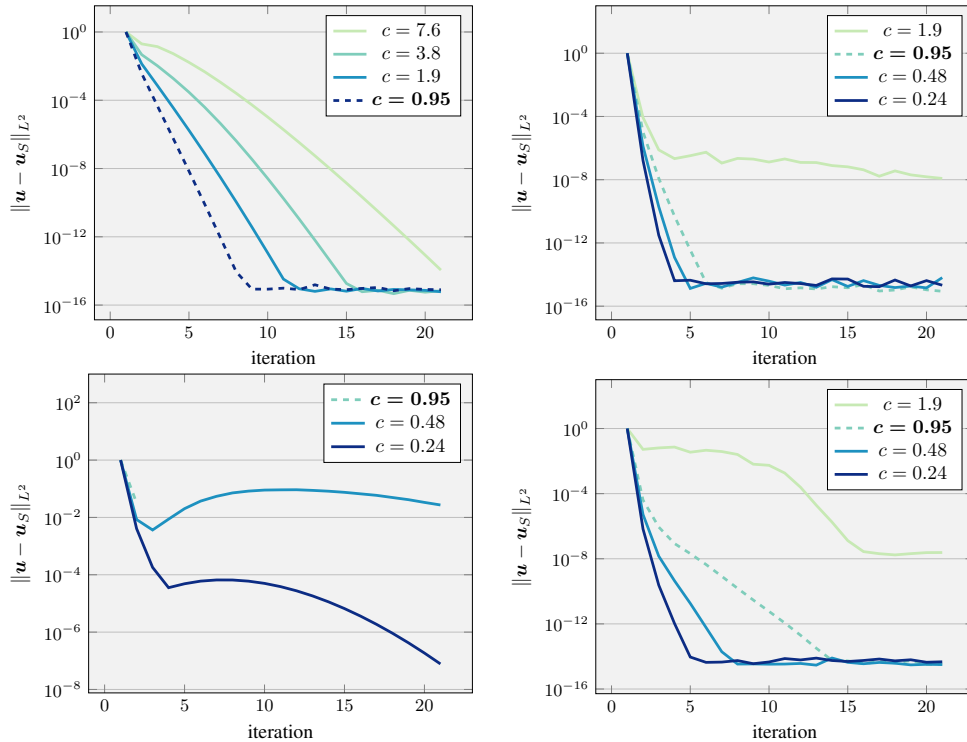 10^0
10^−4
10^−8
10^−12
10^−16
∥u − u_S∥_{L^2}
0 5 10 15 20
iteration
c = 7.6
c = 3.8
c = 1.9
c = 0.95
10^0
10^−4
10^−8
10^−12
10^−16
∥u − u_S∥_{L^2}
0 5 10 15 20
iteration
c = 1.9
c = 0.95
c = 0.48
c = 0.24
10^2
10^0
10^−2
10^−4
10^−6
10^−8
∥u − u_S∥_{L^2}
0 5 10 15 20
iteration
c = 0.95
c = 0.48
c = 0.24
10^0
10^−4
10^−8
10^−12
10^−16
∥u − u_S∥_{L^2}
0 5 10 15 20
iteration
c = 1.9
c = 0.95
c = 0.48
c = 0.24